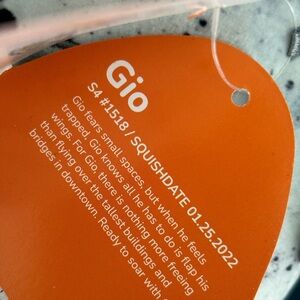 Gio
S4 #1518 / SQUISHDATE 01.25.2022
Gio fears small spaces, but when he feels
trapped, Gio knows all he has to do is flap his
wings. For Gio, there is nothing more freeing
than flying over the tallest buildings and
bridges in downtown. Ready to soar with